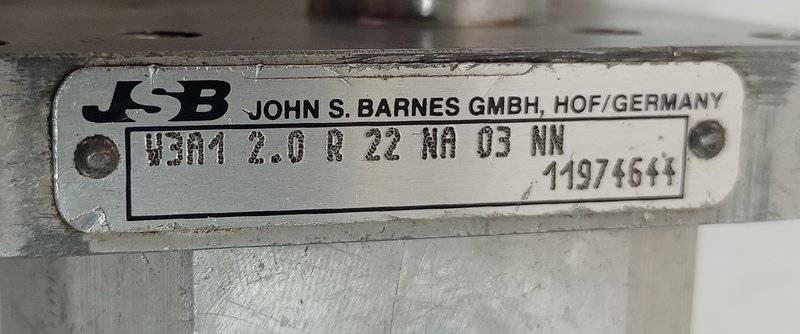 JSB JOHN S. BARNES GMBH, HOF/GERMANY
W3A1 2.0 R 22 NA 03 NN
11974644